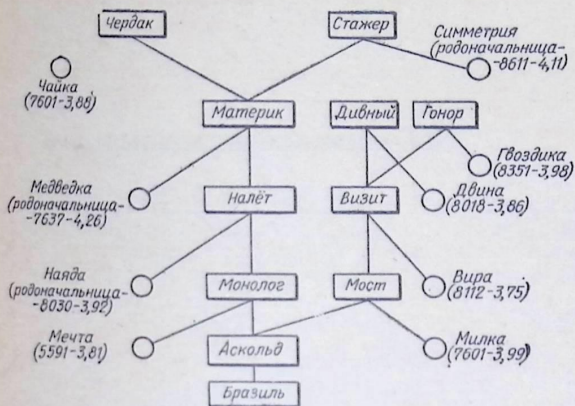 Чердак
Стажер
Симметрия
(родоначальница-
-8611-4,11)
Чайка
(7601-3,88)
Материк
Дивный
Гонор
Гвоздика
(8351-3,98)
Медведка
(родоначальница-
-7637-4,26)
Налёт
Визит
Двина
(8018-3,86)
Наяда
(родоначальница-
-8030-3,92)
Монолог
Мост
Вира
(8112-3,75)
Мечта
(5591-3,81)
Аскольд
Милка
(7601-3,99)
Бразиль